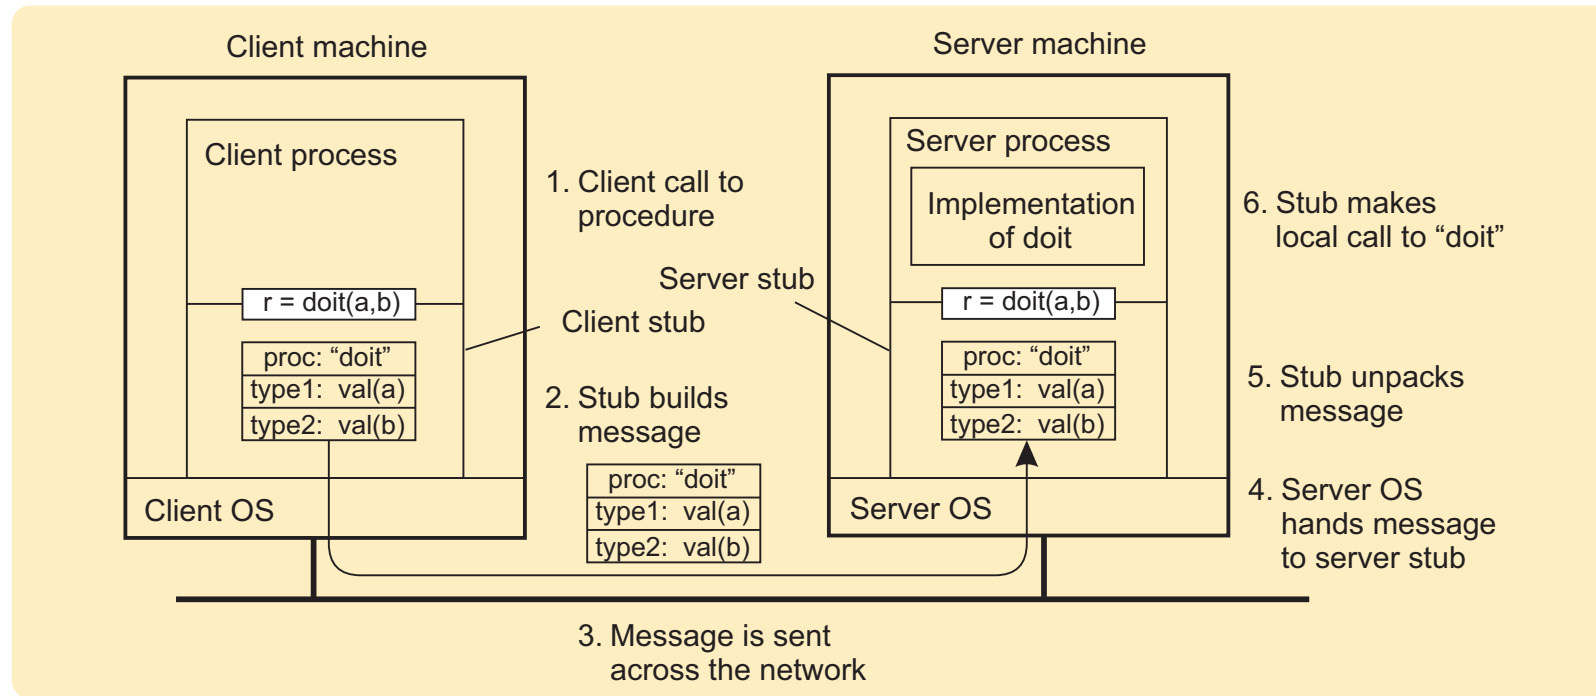 Client machine
Server machine
Client process
1. Client call to
procedure
Server process
Implementation
of doit
6. Stub makes
local call to “doit”
Server stub
r = doit(a,b)
r = doit(a,b)
Client stub
proc: “doit”
type1: val(a)
type2: val(b)
2. Stub builds
message
proc: “doit”
type1: val(a)
type2: val(b)
5. Stub unpacks
message
proc: “doit”
type1: val(a)
type2: val(b)
Client OS
Server OS
4. Server OS
hands message
to server stub
3. Message is sent
across the network